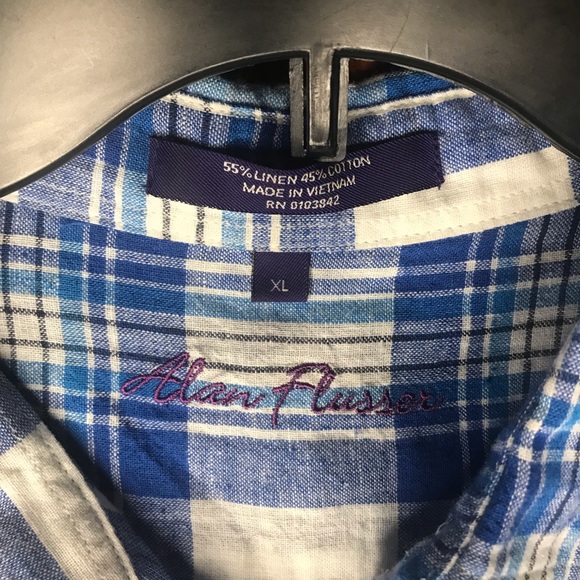 55% LINEN 45% COTTON
MADE IN VIETNAM
RN 0103842
XL
Alan Flusser